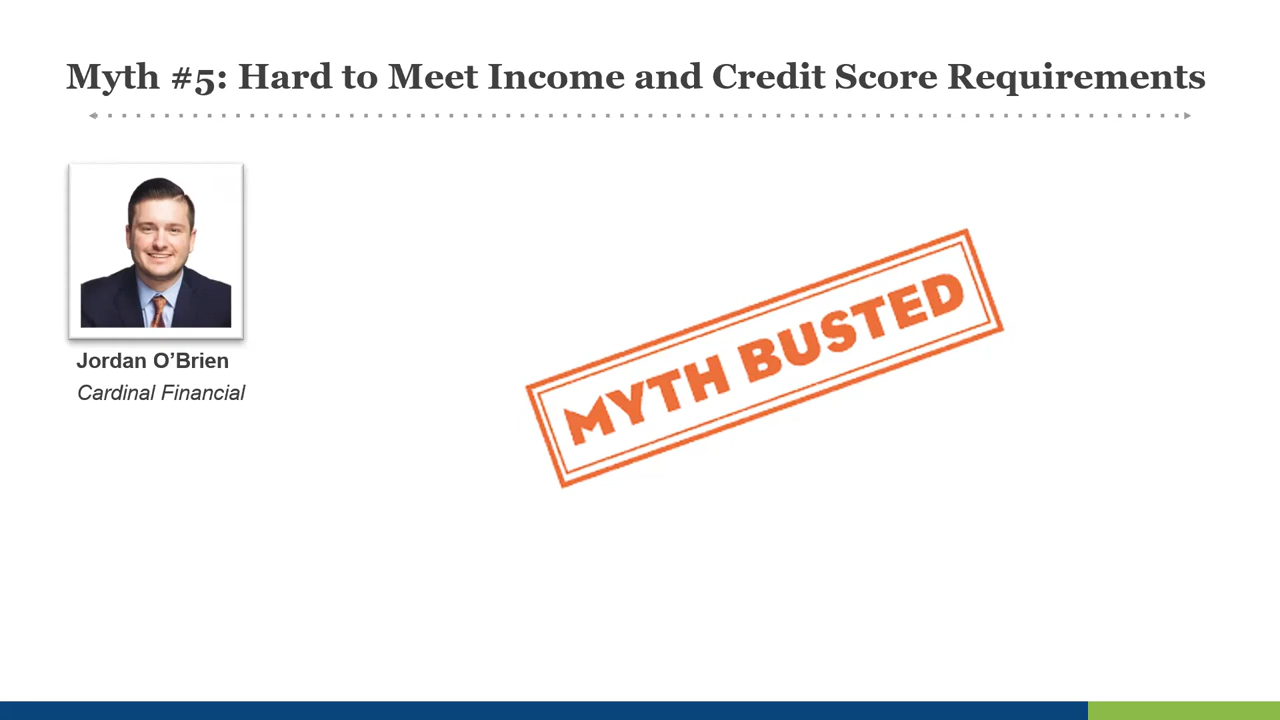 Myth #5: Hard to Meet Income and Credit Score Requirements
Jordan O’Brien
Cardinal Financial
MYTH BUSTED